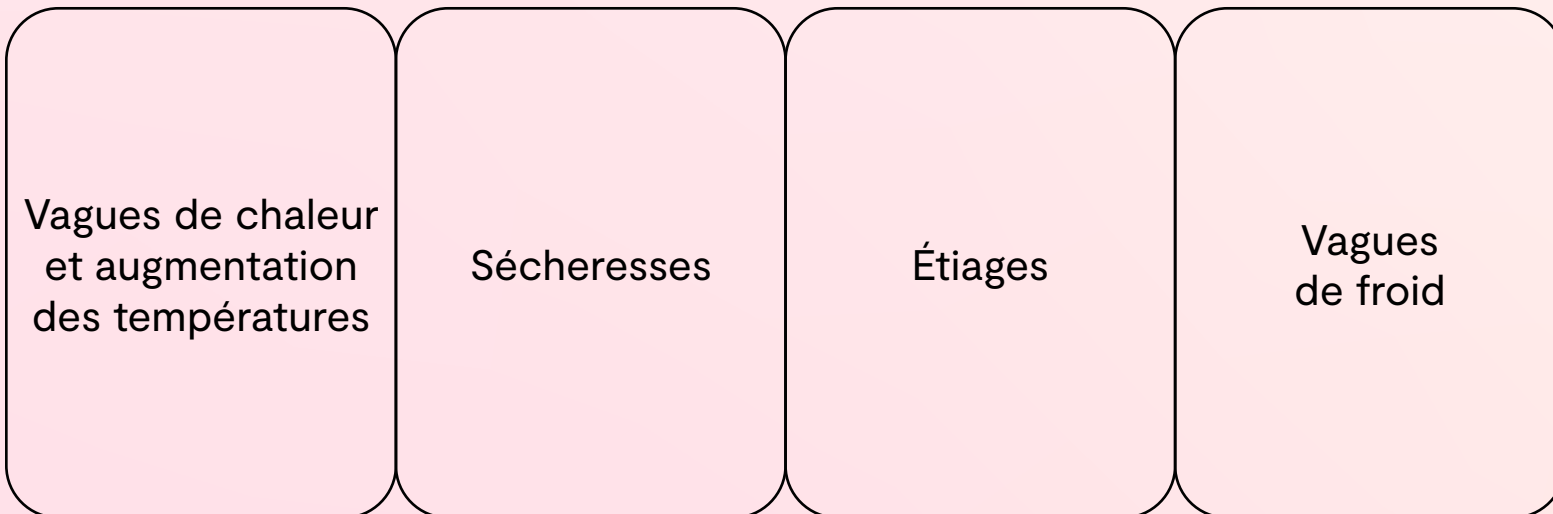 Vagues de chaleur
et augmentation
des températures
Sécheresses
Étiages
Vagues
de froid